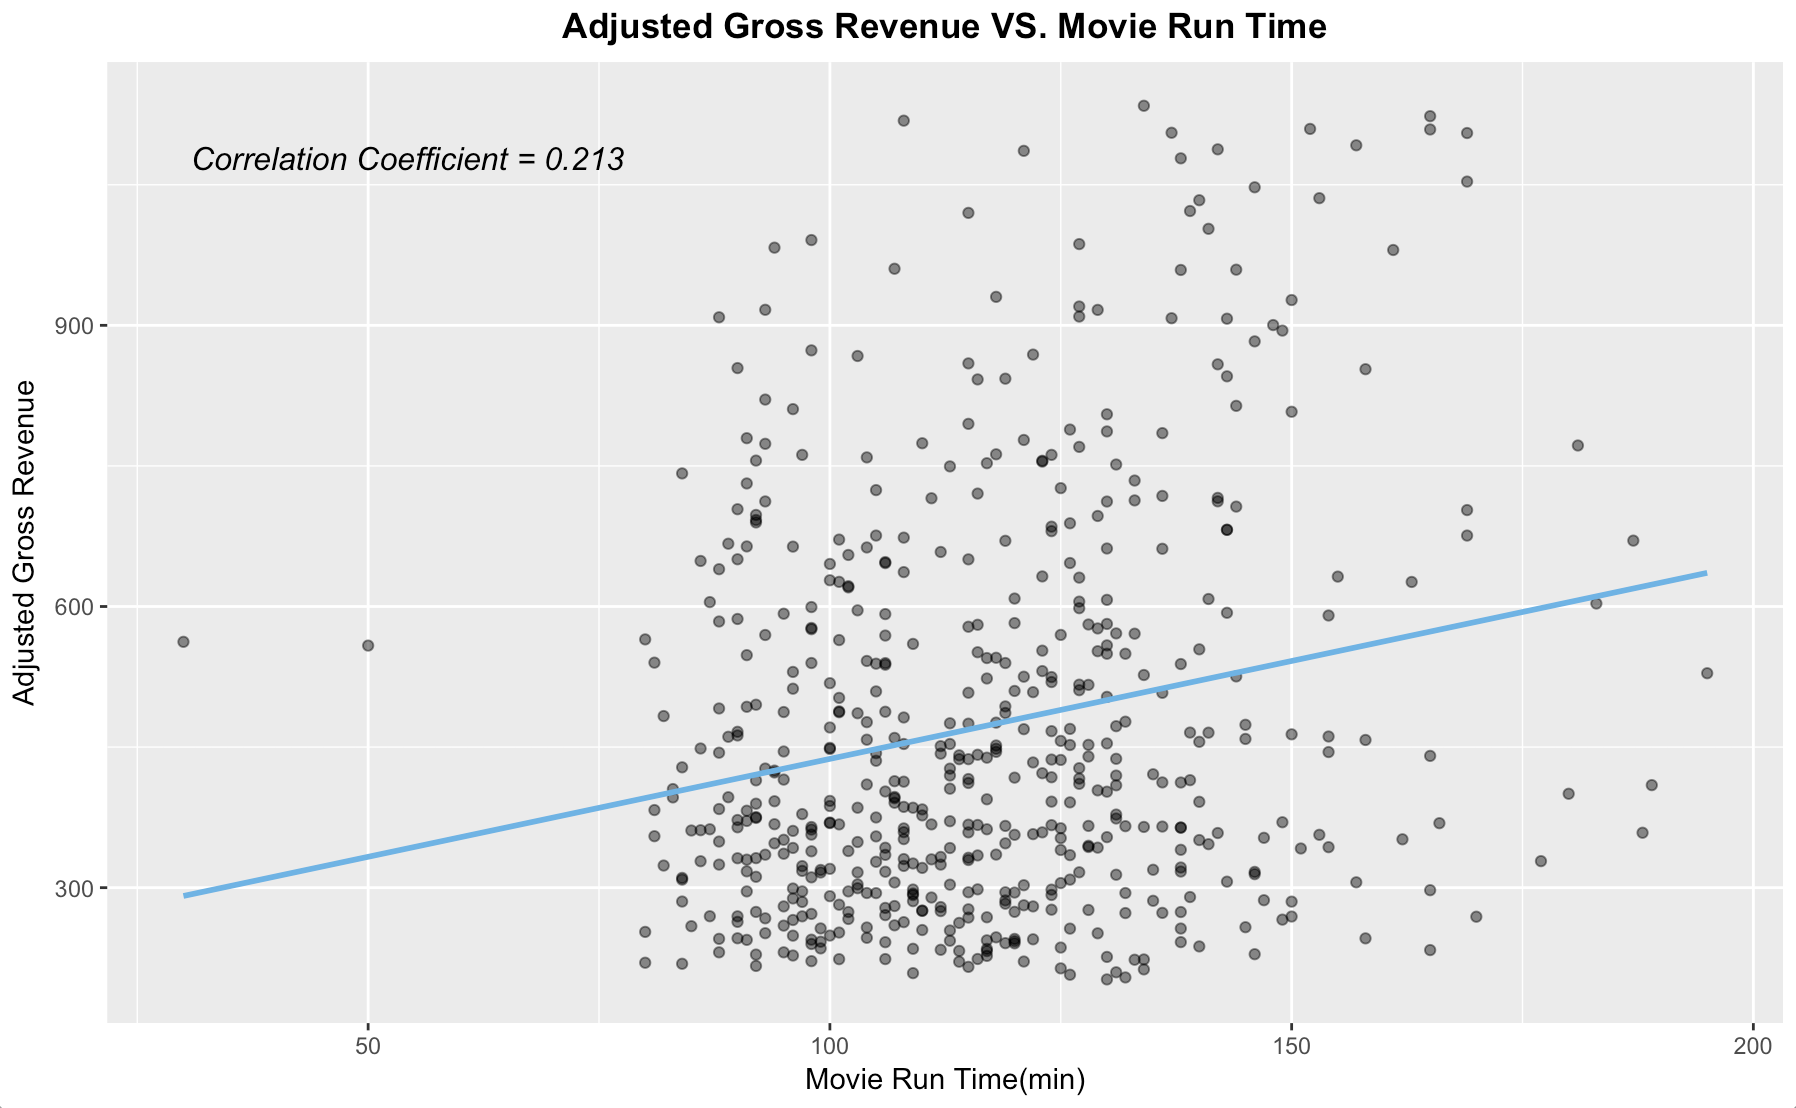 Adjusted Gross Revenue VS. Movie Run Time
Correlation Coefficient = 0.213
Adjusted Gross Revenue
900
600
300
50
100
150
200
Movie Run Time(min)